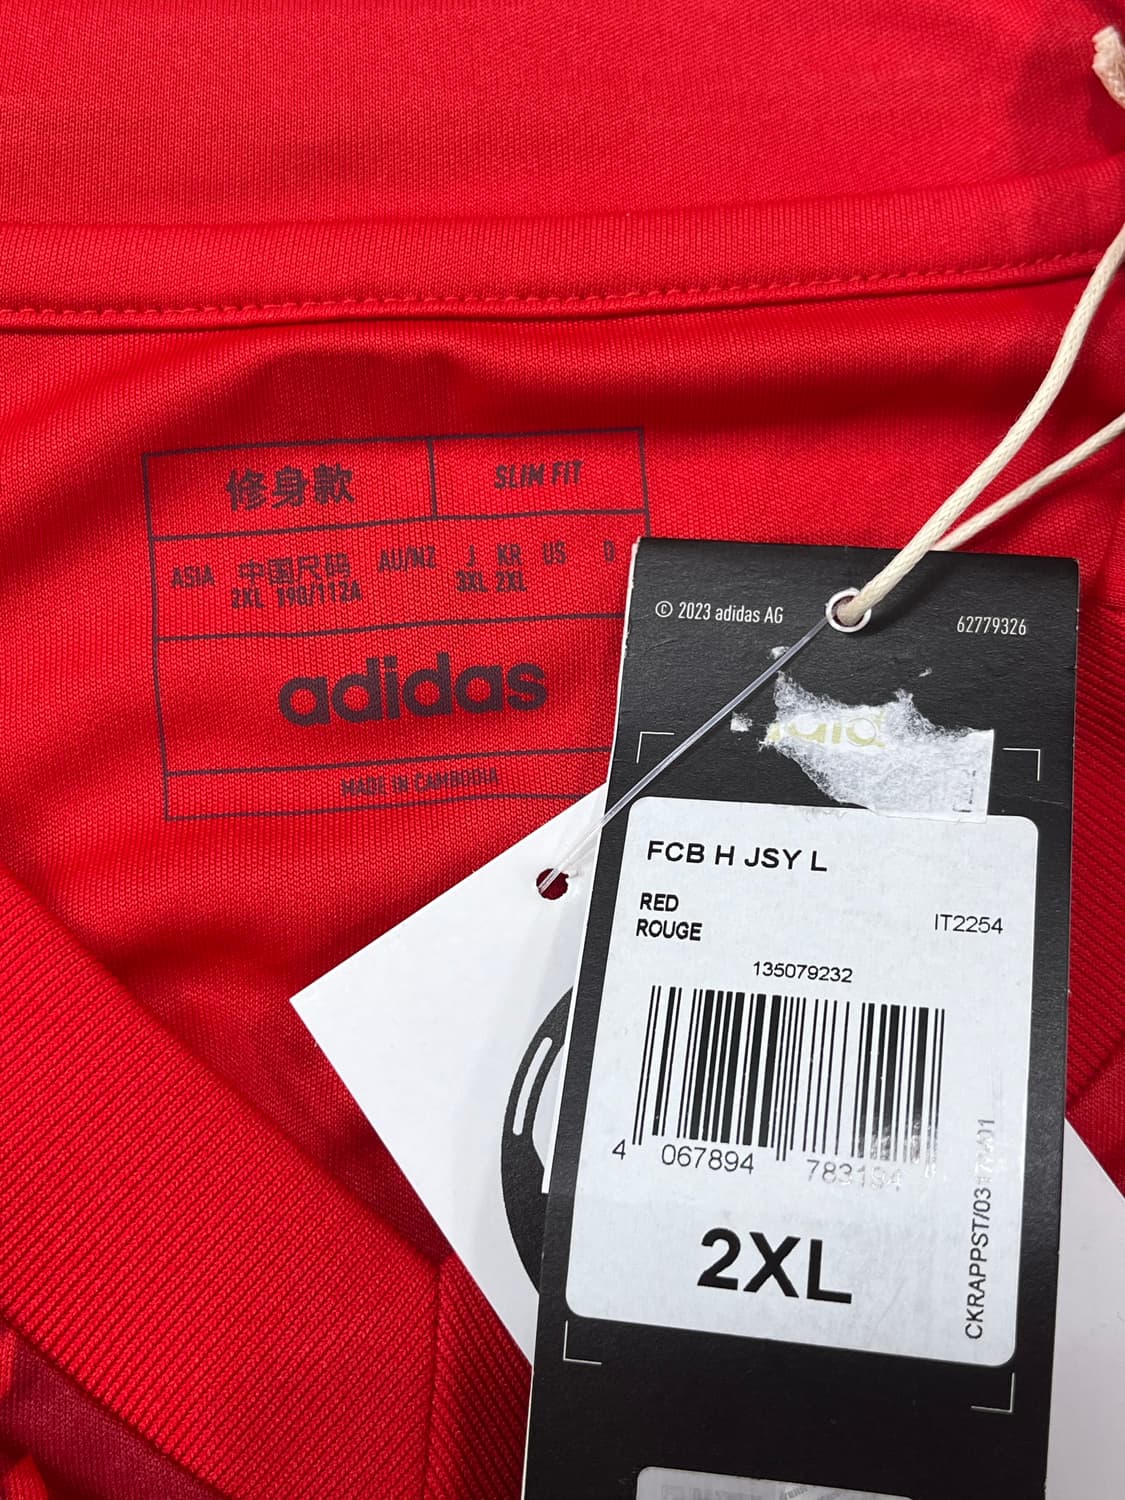 修身款 SLIM FIT
ASIA 中国尺码 AU/NZ J KR US
2XL 190/112A 3XL 2XL
adidas
MADE IN CAMBODIA
© 2023 adidas AG 62779326
FCB H JSY L
RED
ROUGE IT2254
135079232
4 067894 783194
2XL